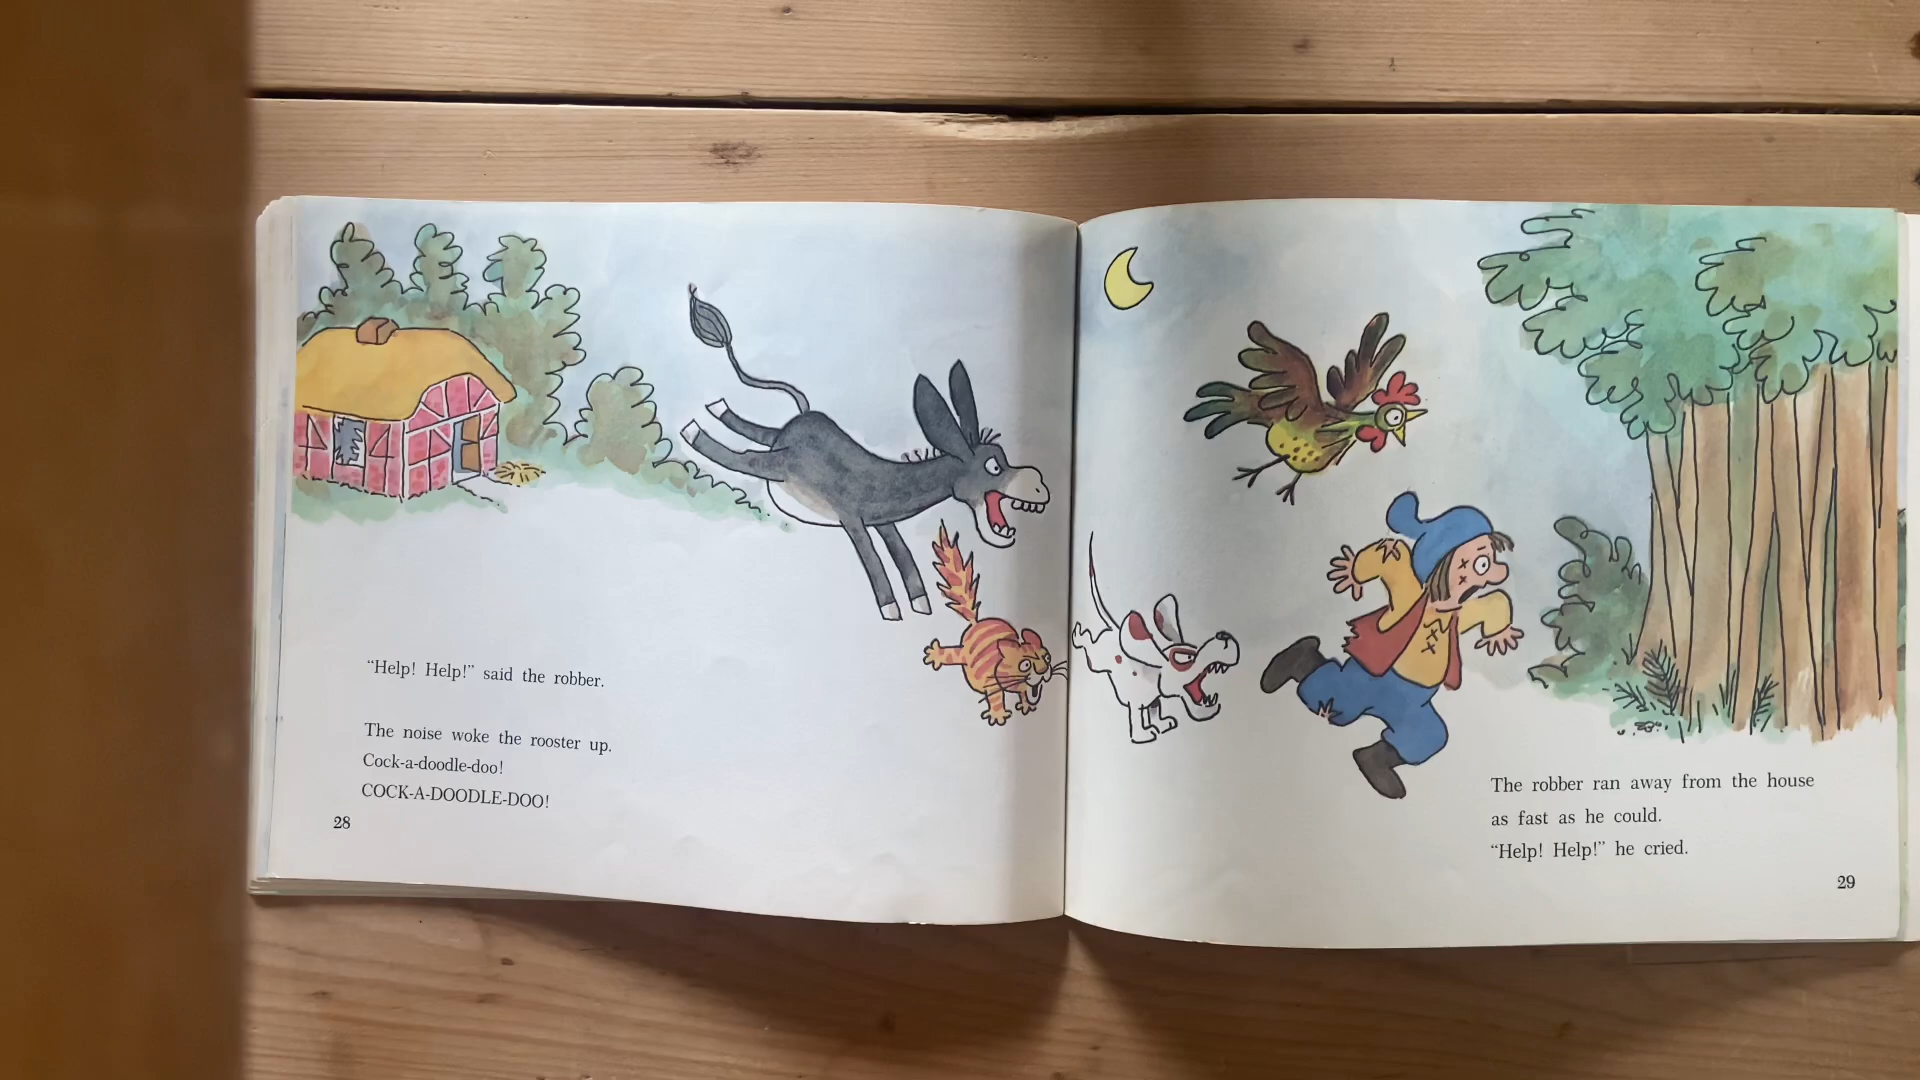 “Help! Help!” said the robber.
The noise woke the rooster up.
Cock-a-doodle-doo!
COCK-A-DOODLE-DOO!
28
The robber ran away from the house
as fast as he could.
“Help! Help!” he cried.
29